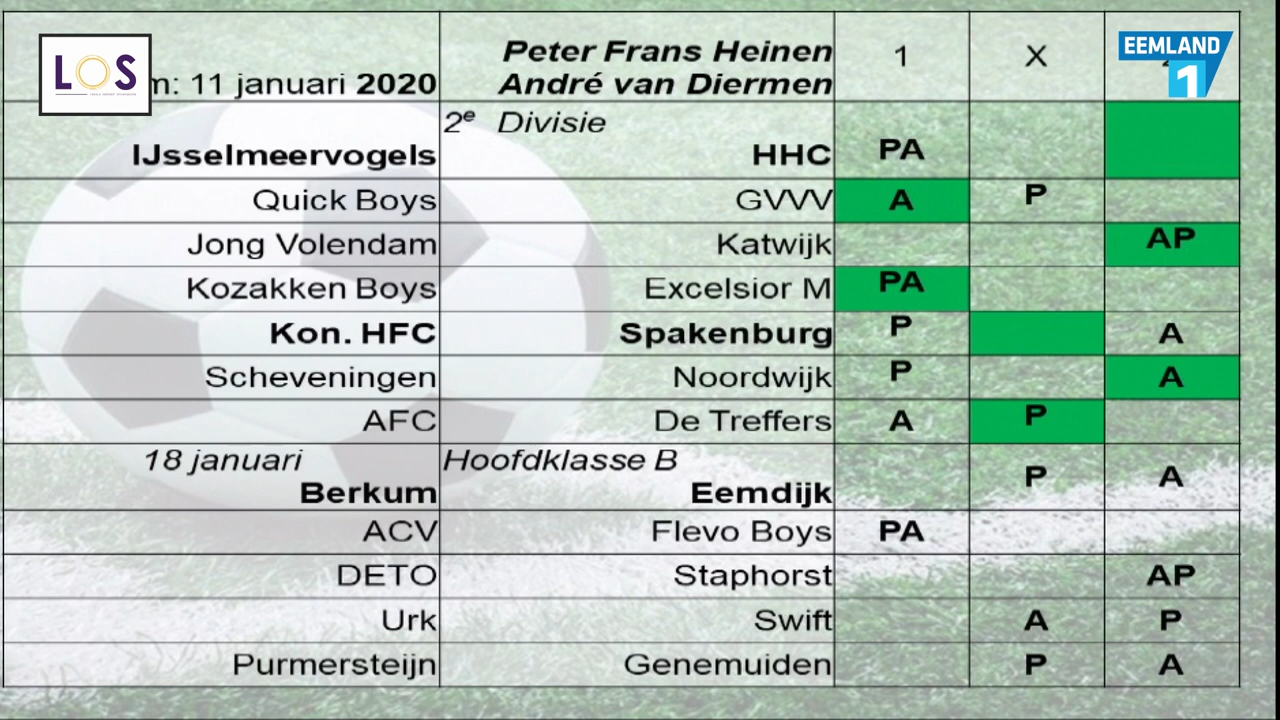 LOS
EEMLAND
1
Peter Frans Heinen 1 X
m: 11 januari 2020 André van Diermen
2e Divisie
IJsselmeervogels HHC PA
Quick Boys GVVV A P
Jong Volendam Katwijk AP
Kozakken Boys Excelsior M PA
Kon. HFC Spakenburg P A
Scheveningen Noordwijk P A
AFC De Treffers A P
18 januari Hoofdklasse B
Berkum Eemdijk P A
ACV Flevo Boys PA
DETO Staphorst AP
Urk Swift A P
Purmersteijn Genemuiden P A